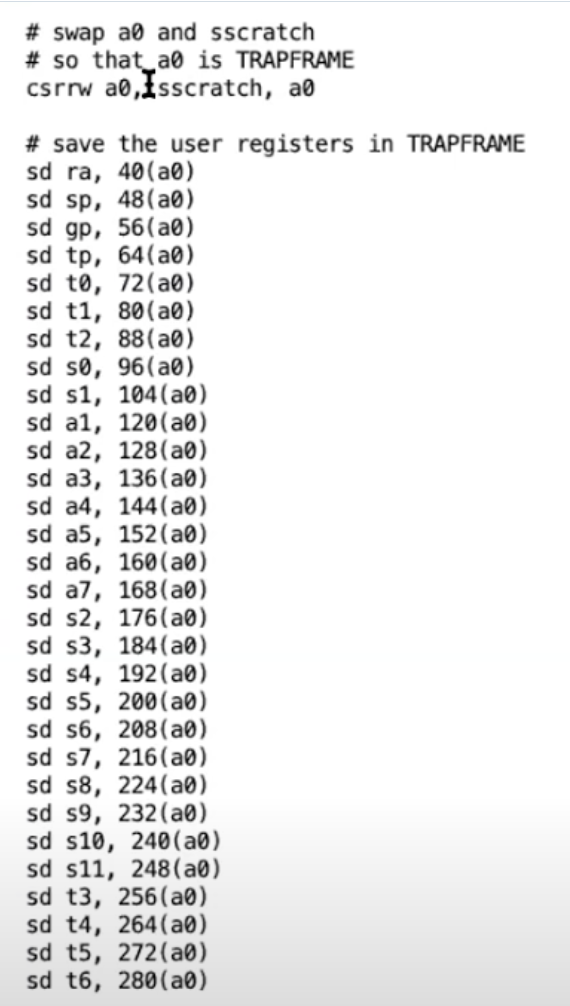 # swap a0 and sscratch
# so that a0 is TRAPFRAME
csrrw a0, sscratch, a0
# save the user registers in TRAPFRAME
sd ra, 40(a0)
sd sp, 48(a0)
sd gp, 56(a0)
sd tp, 64(a0)
sd t0, 72(a0)
sd t1, 80(a0)
sd t2, 88(a0)
sd s0, 96(a0)
sd s1, 104(a0)
sd a1, 120(a0)
sd a2, 128(a0)
sd a3, 136(a0)
sd a4, 144(a0)
sd a5, 152(a0)
sd a6, 160(a0)
sd a7, 168(a0)
sd s2, 176(a0)
sd s3, 184(a0)
sd s4, 192(a0)
sd s5, 200(a0)
sd s6, 208(a0)
sd s7, 216(a0)
sd s8, 224(a0)
sd s9, 232(a0)
sd s10, 240(a0)
sd s11, 248(a0)
sd t3, 256(a0)
sd t4, 264(a0)
sd t5, 272(a0)
sd t6, 280(a0)